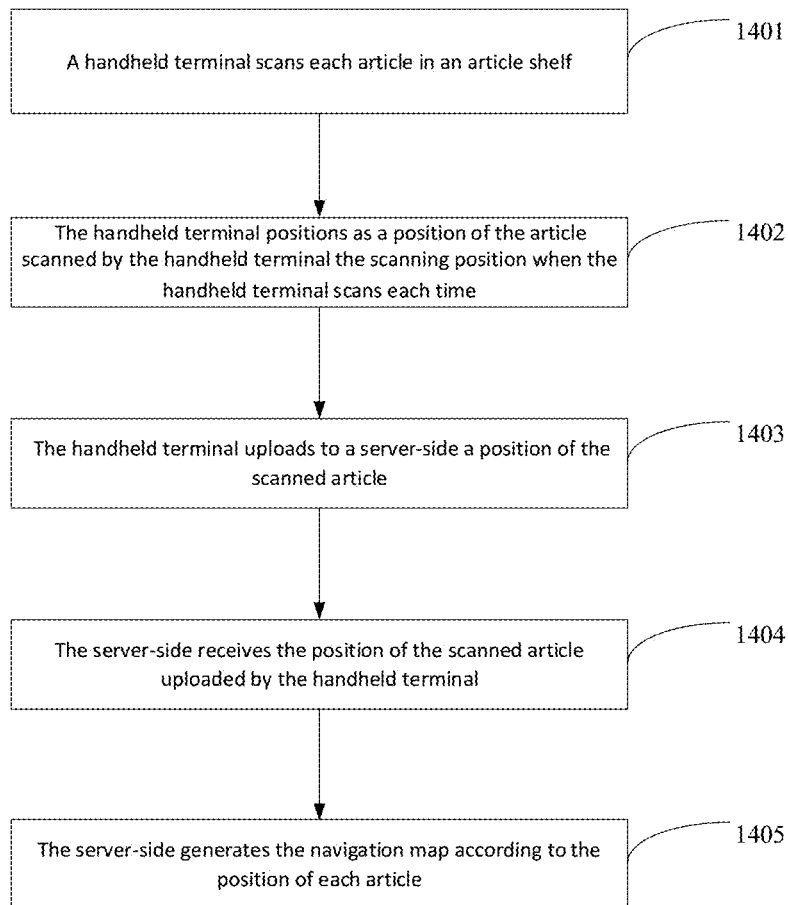 A handheld terminal scans each article in an article shelf
1401
The handheld terminal positions as a position of the article
scanned by the handheld terminal the scanning position when the
handheld terminal scans each time
1402
The handheld terminal uploads to a server-side a position of the
scanned article
1403
The server-side receives the position of the scanned article
uploaded by the handheld terminal
1404
The server-side generates the navigation map according to the
position of each article
1405